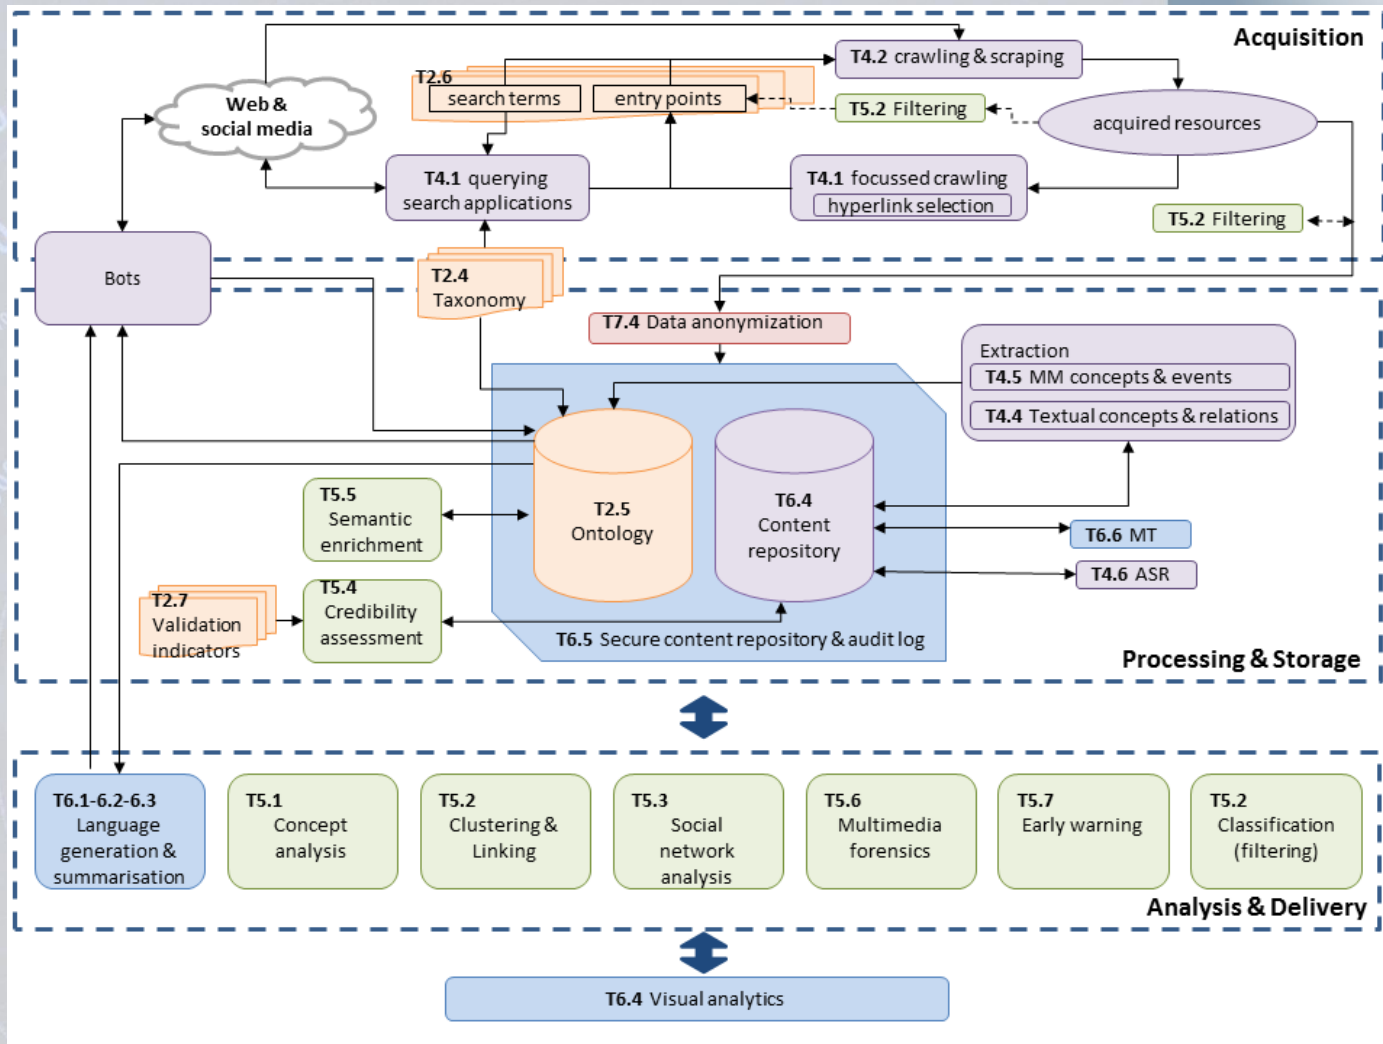 Acquisition
T4.2 crawling & scraping
T2.6
search terms
entry points
T5.2 Filtering
Web &
social media
acquired resources
T4.1 querying
search applications
T4.1 focussed crawling
hyperlink selection
T5.2 Filtering
Bots
T2.4
Taxonomy
T7.4 Data anonymization
Extraction
T4.5 MM concepts & events
T4.4 Textual concepts & relations
T5.5
Semantic
enrichment
T2.5
Ontology
T6.4
Content
repository
T6.6 MT
T4.6 ASR
T2.7
Validation
indicators
T5.4
Credibility
assessment
T6.5 Secure content repository & audit log
Processing & Storage
T6.1-6.2-6.3
Language
generation &
summarisation
T5.1
Concept
analysis
T5.2
Clustering &
Linking
T5.3
Social
network
analysis
T5.6
Multimedia
forensics
T5.7
Early warning
T5.2
Classification
(filtering)
Analysis & Delivery
T6.4 Visual analytics